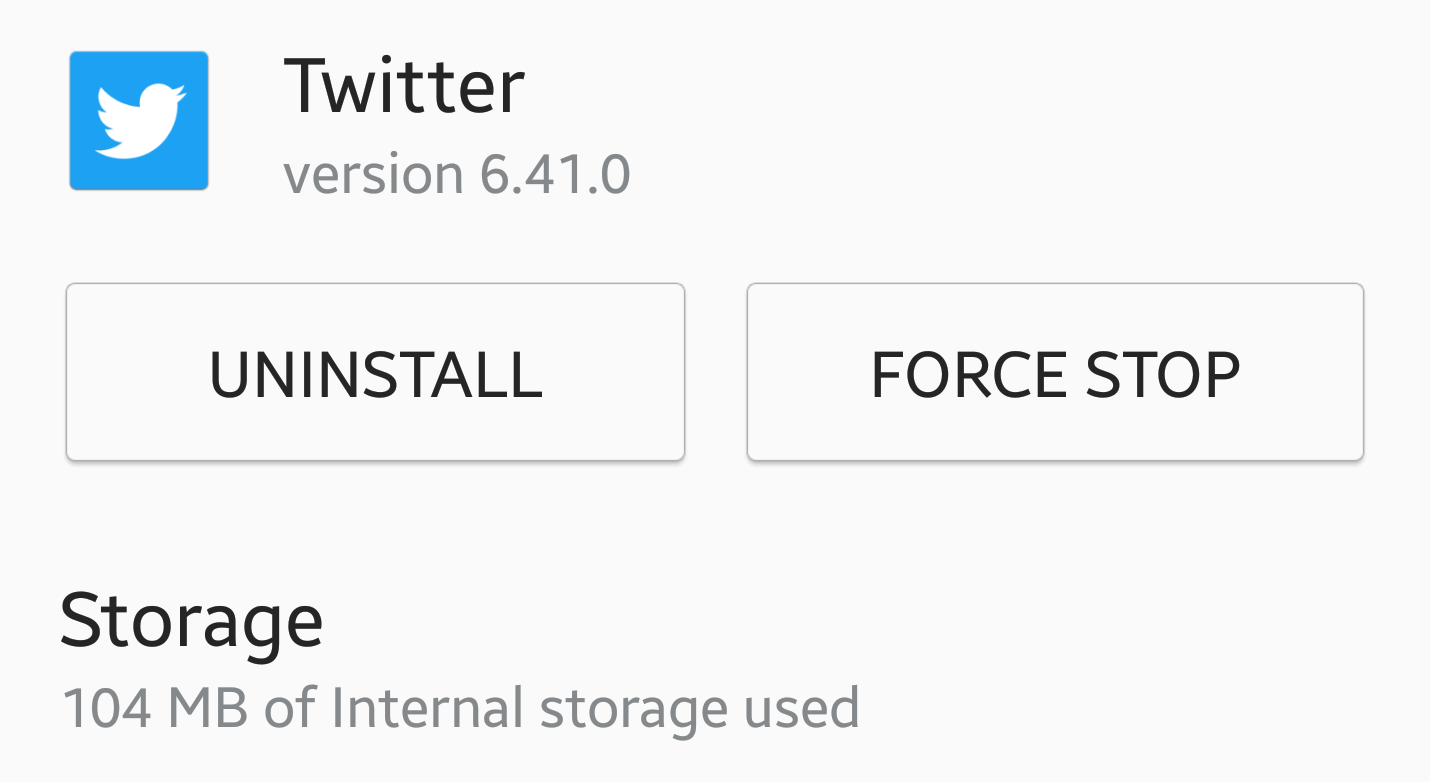 Twitter
version 6.41.0
UNINSTALL
FORCE STOP
Storage
104 MB of Internal storage used